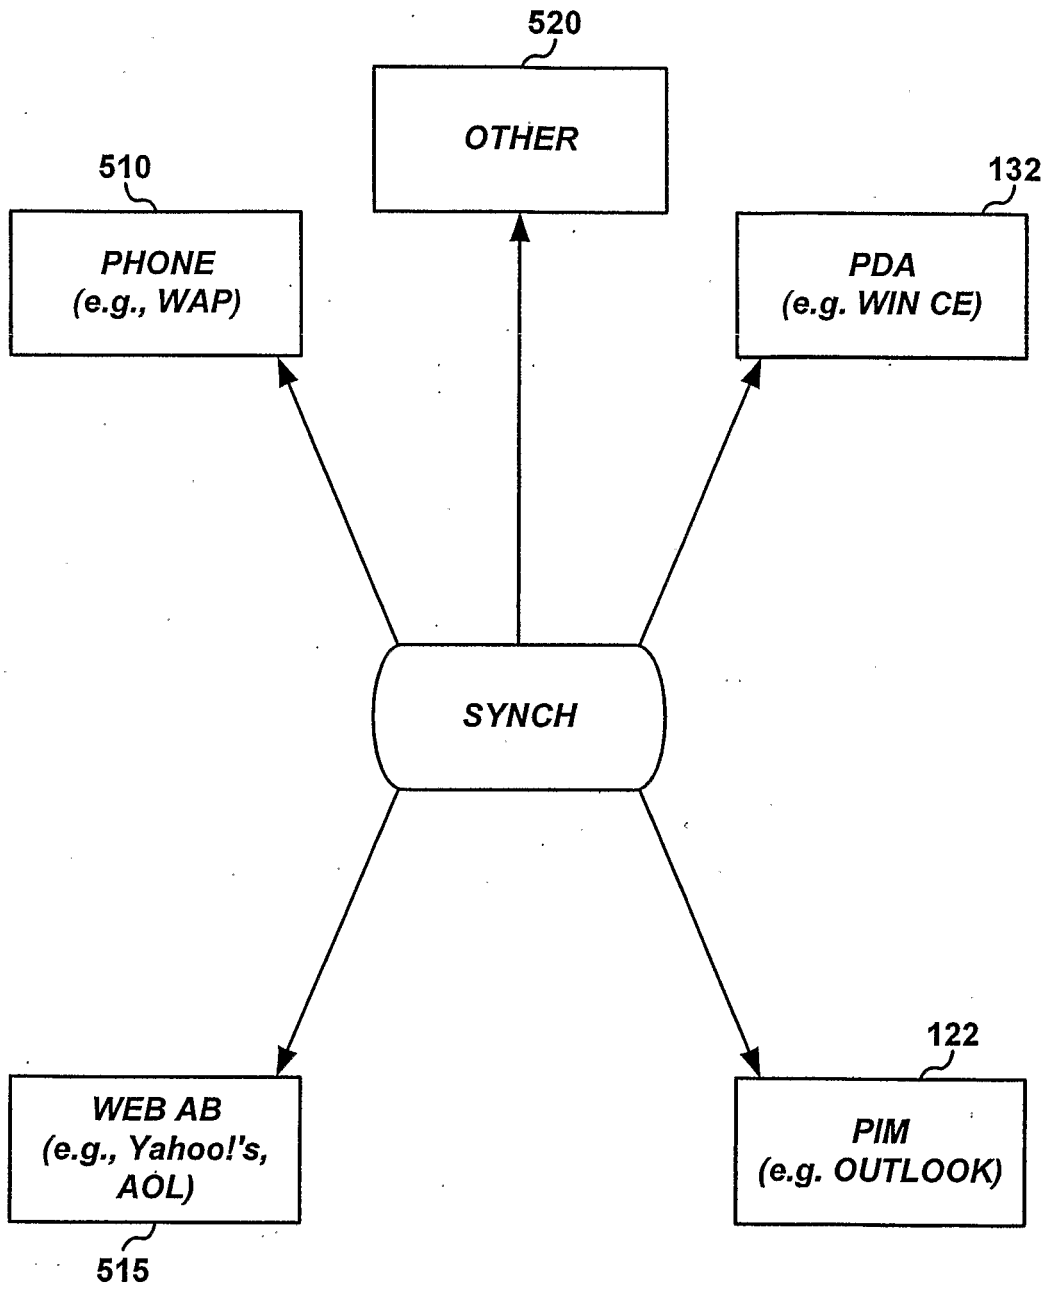 520
OTHER
510
PHONE
(e.g., WAP)
132
PDA
(e.g. WIN CE)
SYNCH
WEB AB
(e.g., Yahoo!'s,
AOL)
515
122
PIM
(e.g. OUTLOOK)